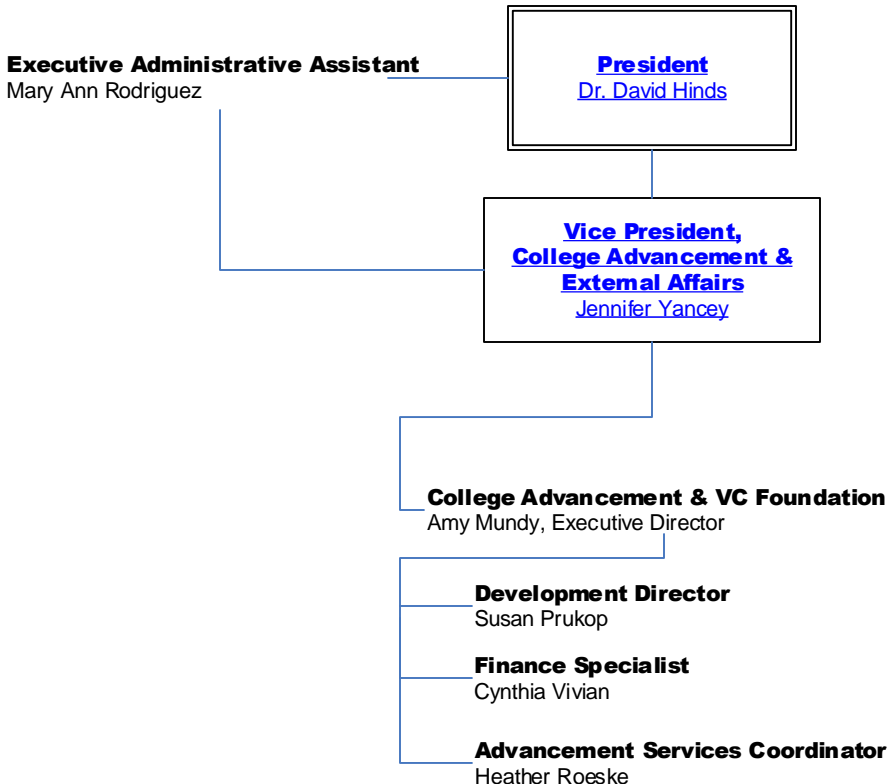 Executive Administrative Assistant
Mary Ann Rodriguez
President
Dr. David Hinds
Vice President,
College Advancement &
External Affairs
Jennifer Yancey
College Advancement & VC Foundation
Amy Mundy, Executive Director
Development Director
Susan Prukop
Finance Specialist
Cynthia Vivian
Advancement Services Coordinator
Heather Roeske